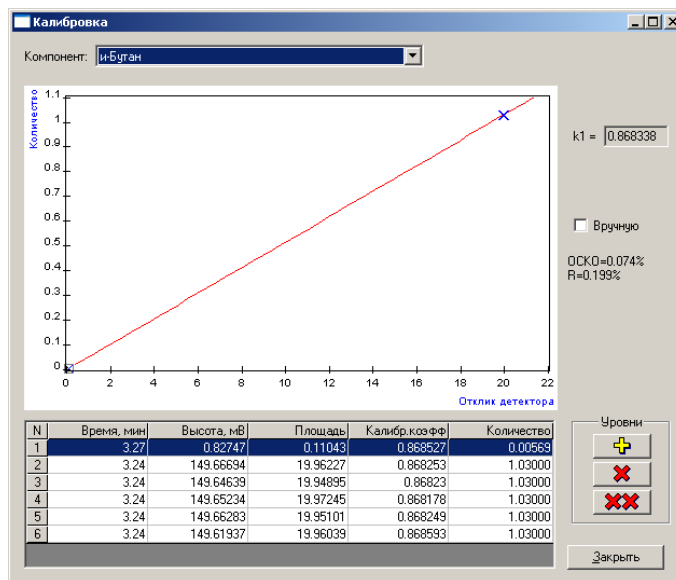 Калибровка
Компонент: и-Бутан
Количество
1.1
1
0.9
0.8
0.7
0.6
0.5
0.4
0.3
0.2
0.1
0
0 2 4 6 8 10 12 14 16 18 20 22
Отклик детектора
k1 = 0.868338
Вручную
ОСКО=0.074%
R=0.199%
N Время, мин Высота, мВ Площадь Калибр.коэфф Количество
1 3.27 0.82747 0.11043 0.868527 0.00569
2 3.24 149.66694 19.96227 0.868253 1.03000
3 3.24 149.64639 19.94895 0.86823 1.03000
4 3.24 149.65234 19.97245 0.868178 1.03000
5 3.24 149.66283 19.95101 0.868249 1.03000
6 3.24 149.61937 19.96039 0.868593 1.03000
Уровни
Закрыть